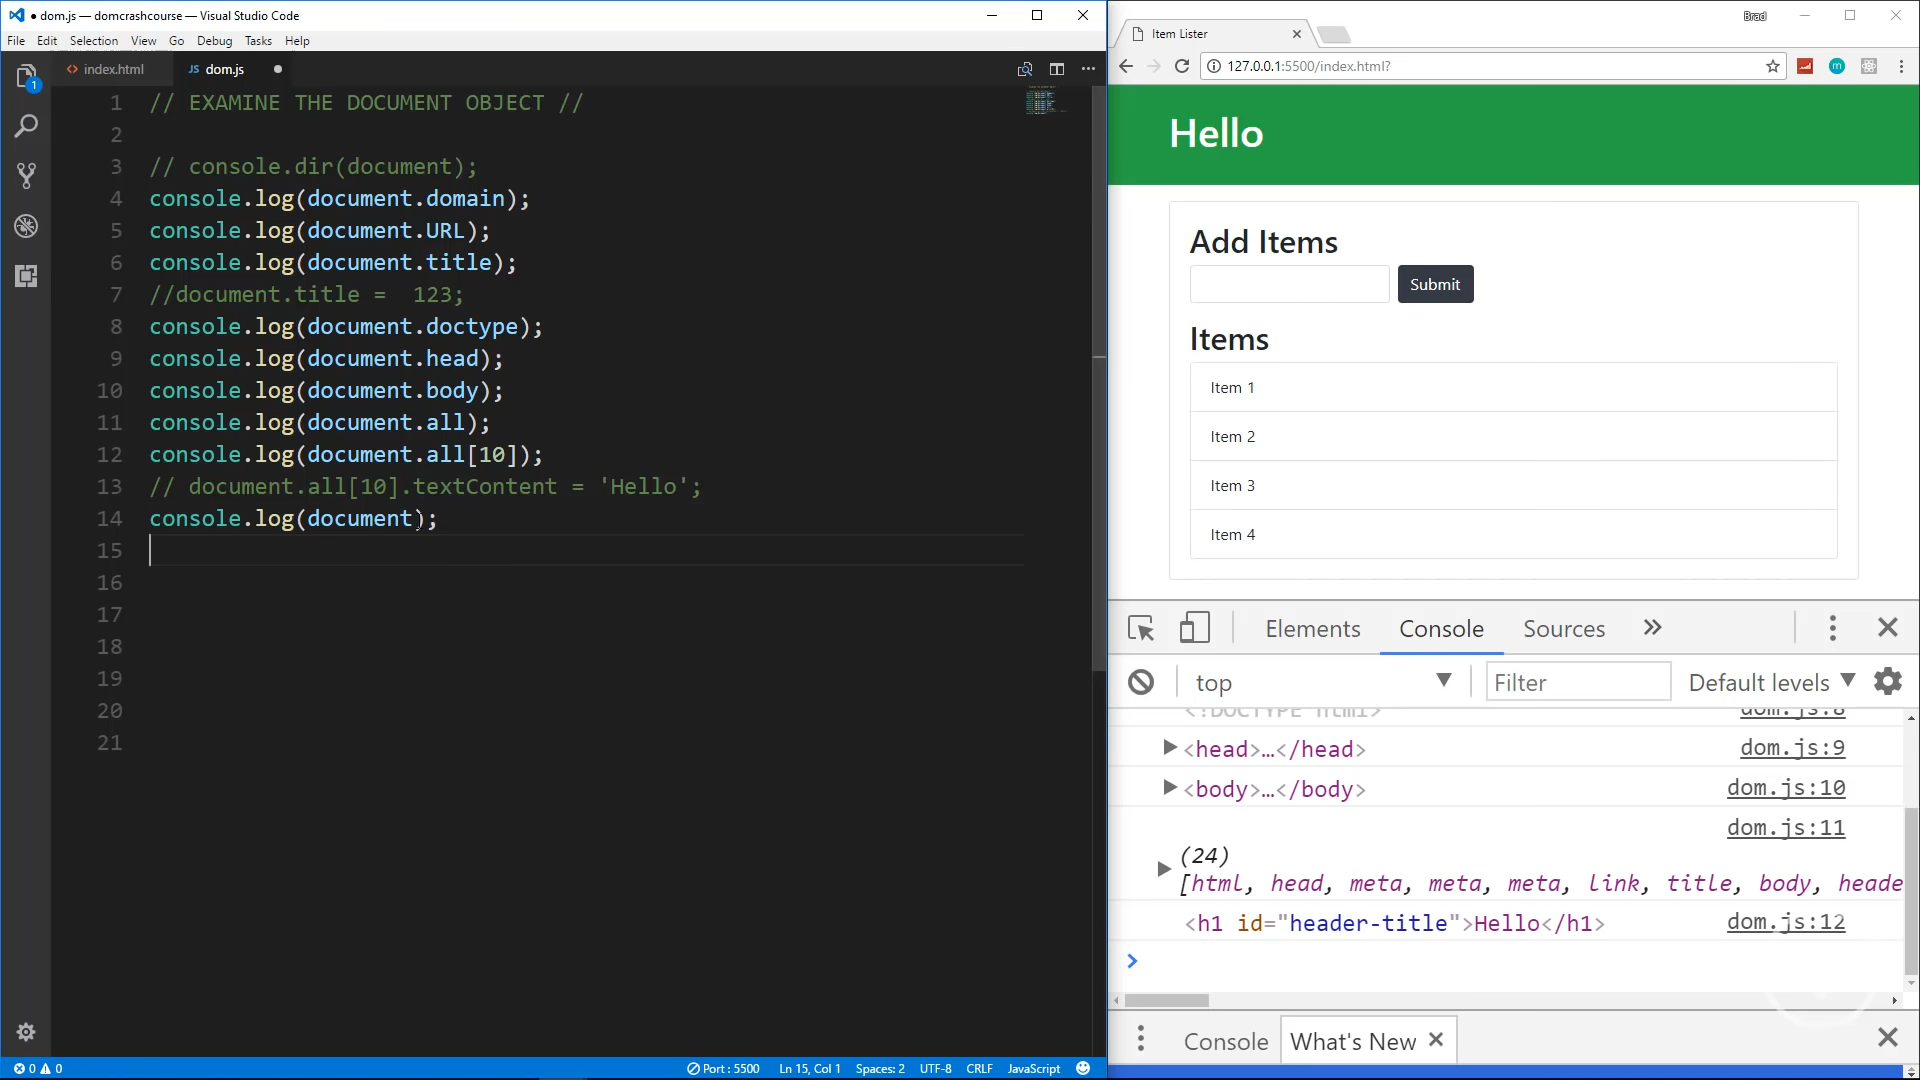 ● dom.js — domcrashcourse — Visual Studio Code
File Edit Selection View Go Debug Tasks Help
1
index.html
JS dom.js
1 // EXAMINE THE DOCUMENT OBJECT //
2
3 // console.dir(document);
4 console.log(document.domain);
5 console.log(document.URL);
6 console.log(document.title);
7 //document.title =  123;
8 console.log(document.doctype);
9 console.log(document.head);
10 console.log(document.body);
11 console.log(document.all);
12 console.log(document.all[10]);
13 // document.all[10].textContent = 'Hello';
14 console.log(document);
15
16
17
18
19
20
21
0 0
Port : 5500 Ln 15, Col 1 Spaces: 2 UTF-8 CRLF JavaScript
Brad
Item Lister
127.0.0.1:5500/index.html?
Hello
Add Items
Submit
Items
Item 1
Item 2
Item 3
Item 4
Elements Console Sources »
top Filter Default levels
<!DOCTYPE html> dom.js:8
<head>…</head> dom.js:9
<body>…</body> dom.js:10
dom.js:11
(24)
[html, head, meta, meta, meta, link, title, body, heade
<h1 id="header-title">Hello</h1> dom.js:12
>
Console What's New